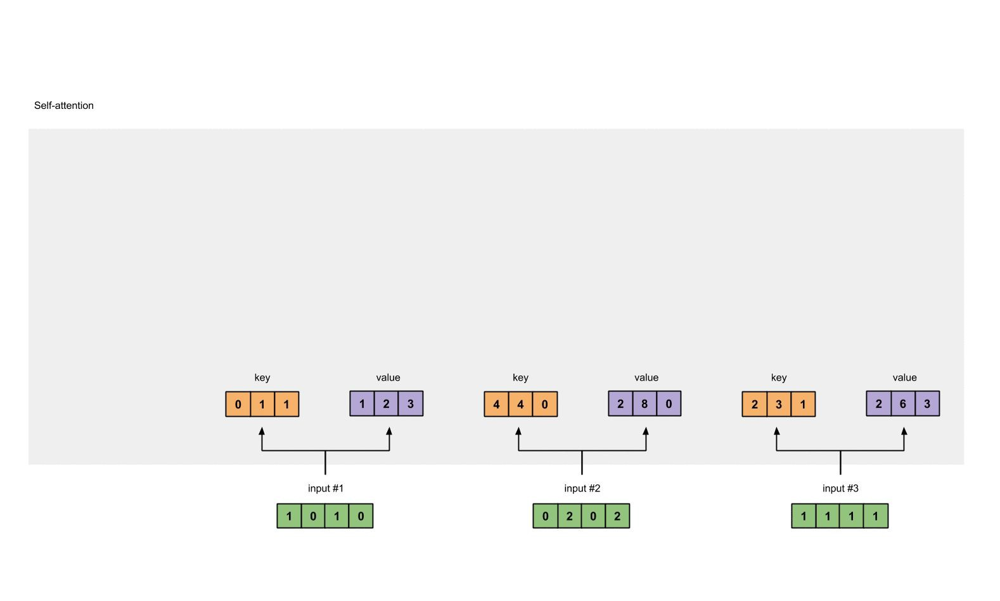 Self-attention
key value key value key value
0 1 1 1 2 3 4 4 0 2 8 0 2 3 1 2 6 3
input #1 input #2 input #3
1 0 1 0 0 2 0 2 1 1 1 1